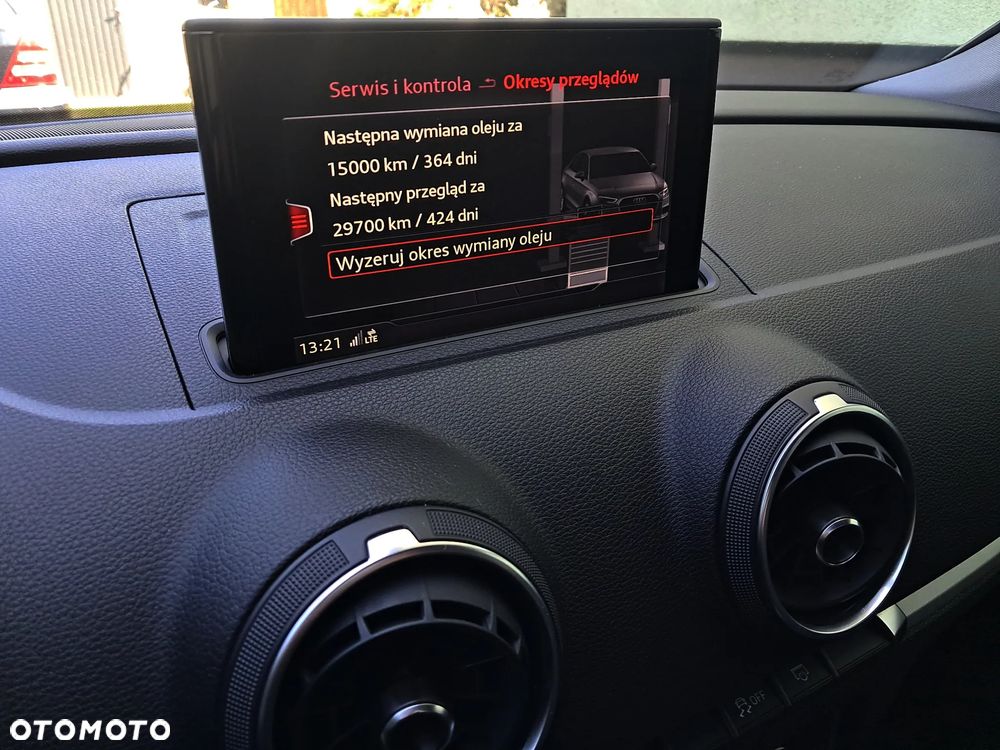 Serwis i kontrola Okresy przeglądów
Następna wymiana oleju za
15000 km / 364 dni
Następny przegląd za
29700 km / 424 dni
Wyzeruj okres wymiany oleju
13:21 LTE
OFF
OTOMOTO